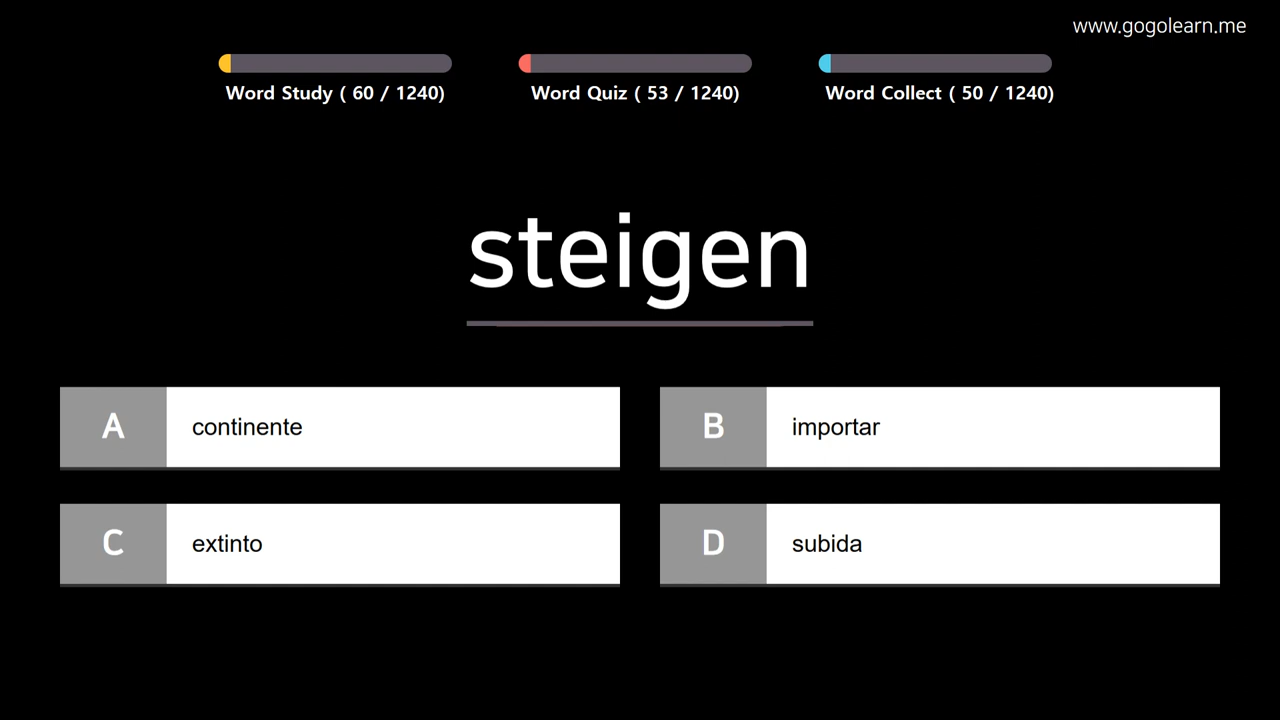 www.gogolearn.me
Word Study ( 60 / 1240)
Word Quiz ( 53 / 1240)
Word Collect ( 50 / 1240)
steigen
A continente
B importar
C extinto
D subida